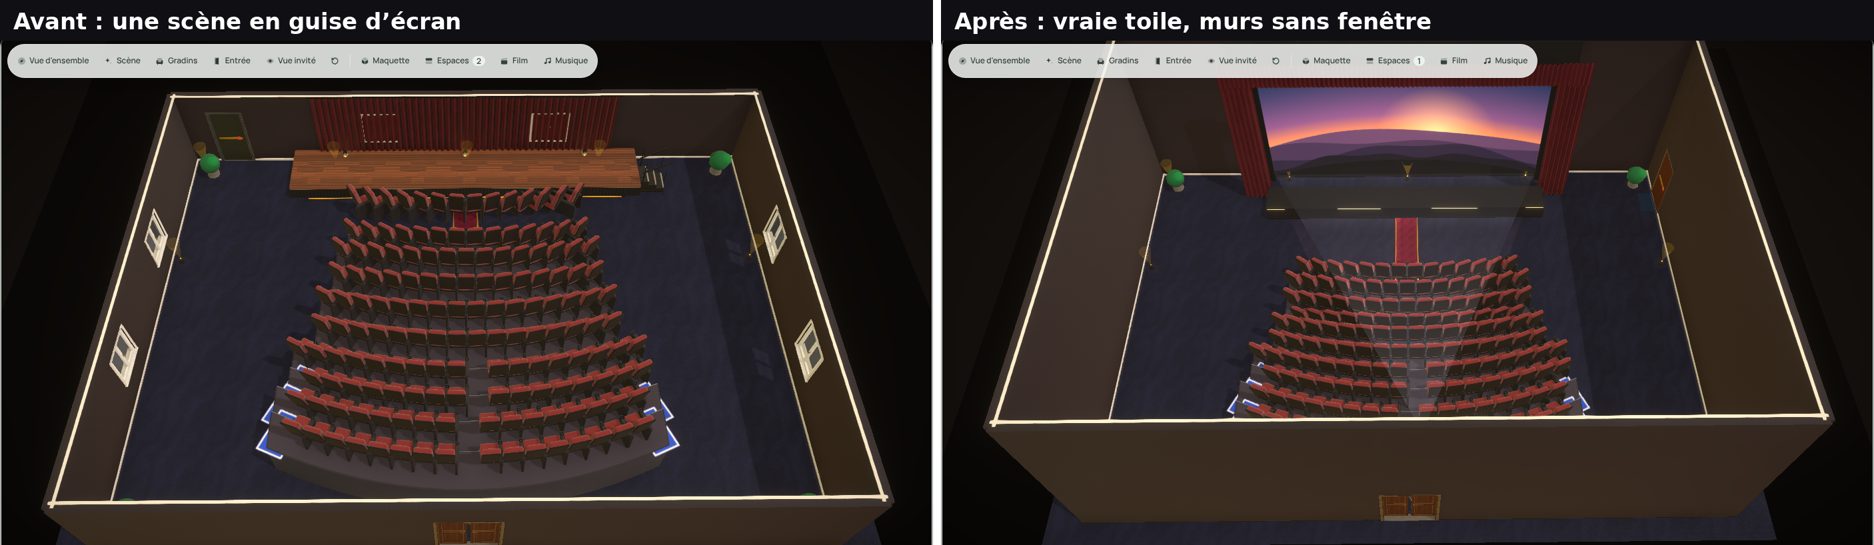 Avant : une scène en guise d’écran
Vue d'ensemble Scène Gradins Entrée Vue invité Maquette Espaces 2 Film Musique
Après : vraie toile, murs sans fenêtre
Vue d'ensemble Scène Gradins Entrée Vue invité Maquette Espaces 1 Film Musique